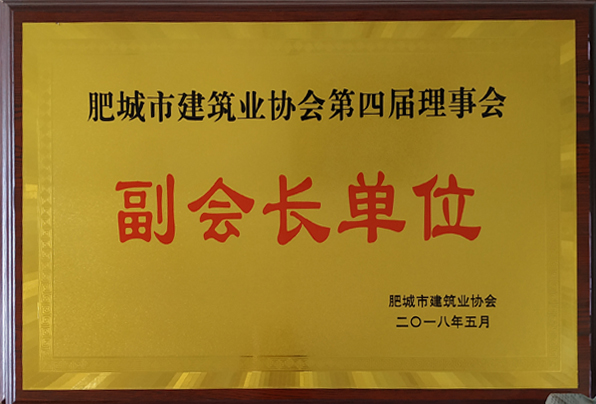 肥城市建筑业协会第四届理事会
副会长单位
肥城市建筑业协会
二〇一八年五月